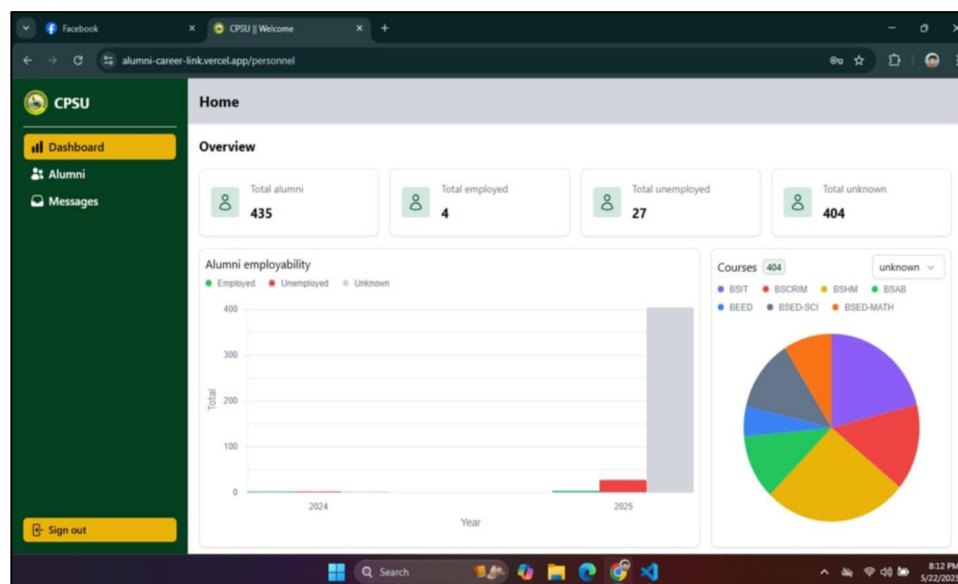 Facebook
CPSU || Welcome
alumni-career-link.vercel.app/personnel
CPSU
Home
Dashboard
Alumni
Messages
Sign out
Overview
Total alumni
435
Total employed
4
Total unemployed
27
Total unknown
404
Alumni employability
Employed Unemployed Unknown
400
300
200
100
0
Total
2024 2025
Year
Courses 404 unknown
BSIT BSCRIM BSHM BSAB
BEED BSED-SCI BSED-MATH
Search
8:12 PM